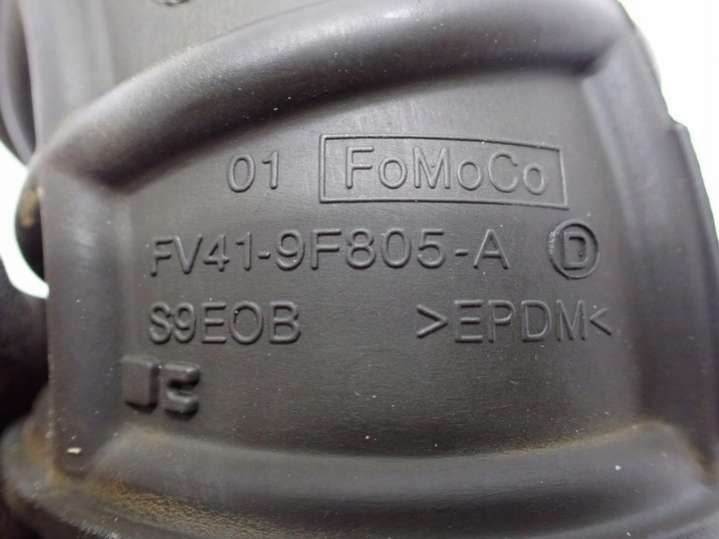 01 FoMoCo
FV41-9F805-A D
S9EOB >EPDM<